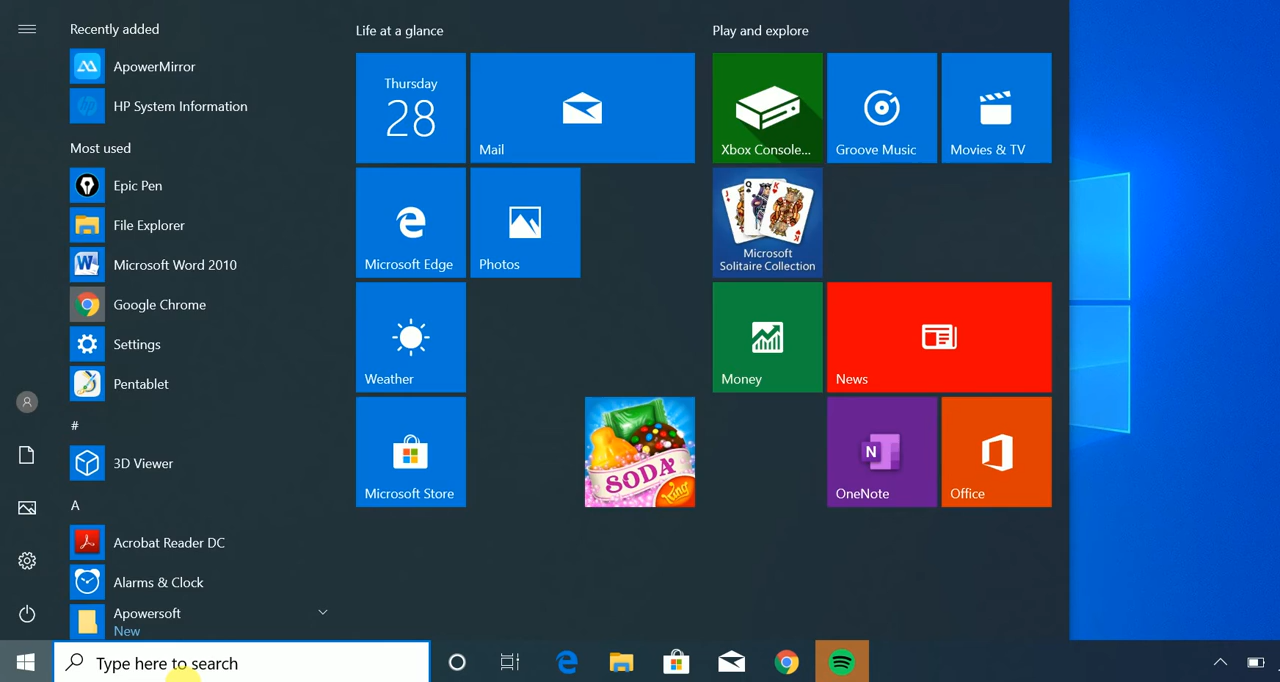 Recently added
ApowerMirror
HP System Information
Most used
Epic Pen
File Explorer
Microsoft Word 2010
Google Chrome
Settings
Pentablet
#
3D Viewer
A
Acrobat Reader DC
Alarms & Clock
Apowersoft
New
Life at a glance
Thursday
28
Mail
Microsoft Edge
Photos
Weather
Microsoft Store
SODA
King
Play and explore
Xbox Console...
Groove Music
Movies & TV
J Q K
Microsoft
Solitaire Collection
Money
News
N
OneNote
Office
Type here to search